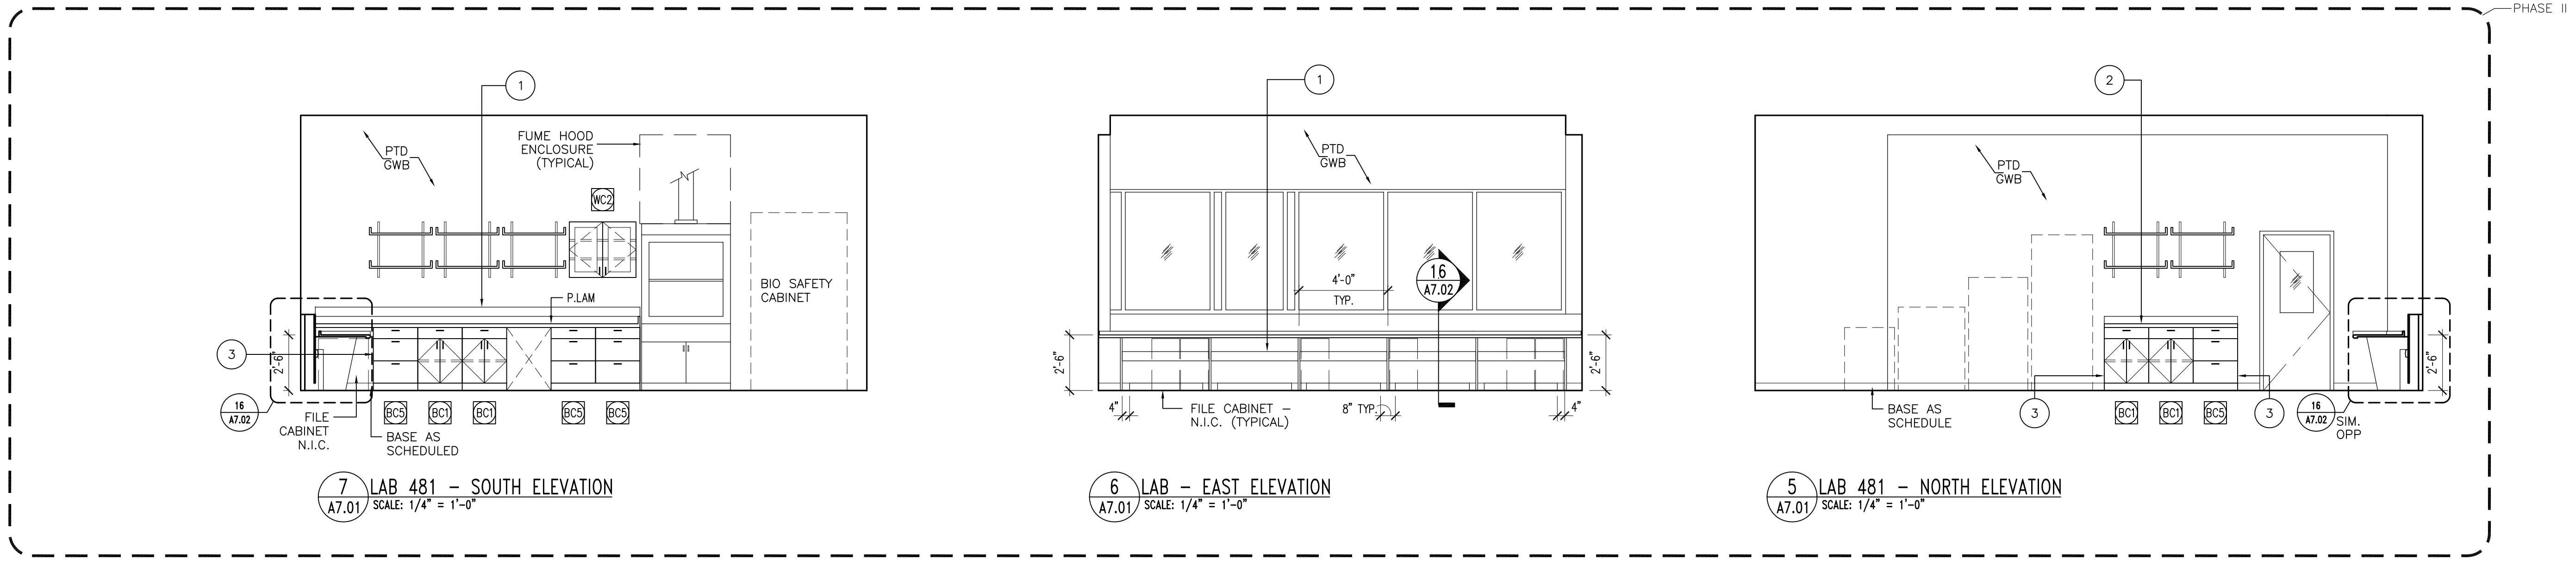 PHASE II
1
PTD
GWB
FUME HOOD
ENCLOSURE
(TYPICAL)
WC2
BIO SAFETY
CABINET
P.LAM
3
2'-6"
16
A7.02
FILE
CABINET
N.I.C.
BC5
BC1
BC1
BC5
BC5
BASE AS
SCHEDULED
7
A7.01
LAB 481 - SOUTH ELEVATION
SCALE: 1/4" = 1'-0"
1
PTD
GWB
4'-0"
TYP.
16
A7.02
2'-6"
2'-6"
4"
FILE CABINET -
N.I.C. (TYPICAL)
8" TYP.
4"
6
A7.01
LAB - EAST ELEVATION
SCALE: 1/4" = 1'-0"
2
PTD
GWB
2'-6"
BASE AS
SCHEDULE
3
BC1
BC1
BC5
3
16
A7.02
SIM.
OPP
5
A7.01
LAB 481 - NORTH ELEVATION
SCALE: 1/4" = 1'-0"